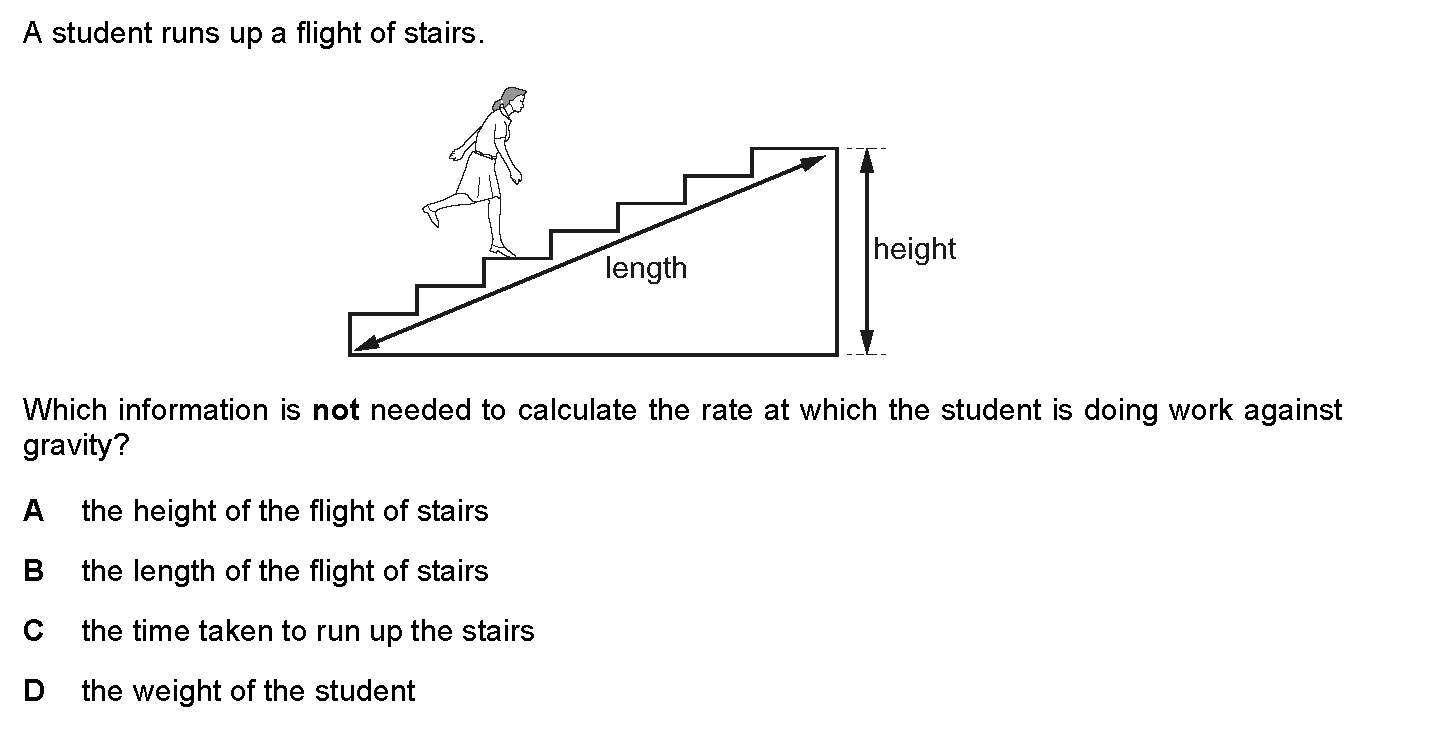 A student runs up a flight of stairs.
length
height
Which information is not needed to calculate the rate at which the student is doing work against
gravity?
A the height of the flight of stairs
B the length of the flight of stairs
C the time taken to run up the stairs
D the weight of the student